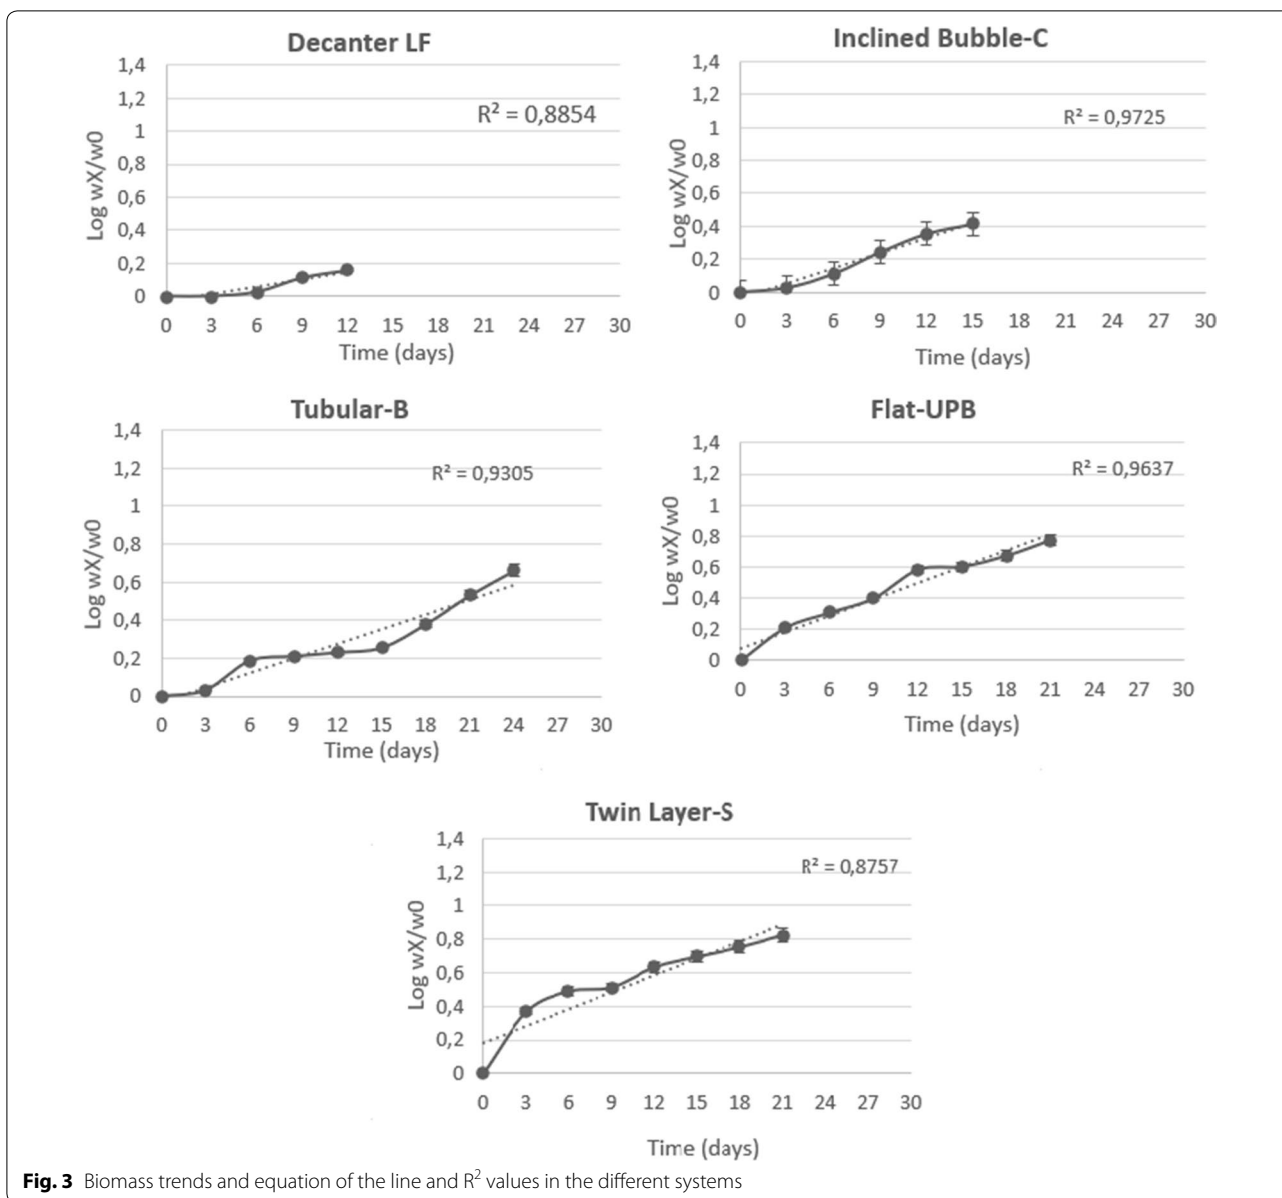 Decanter LF
1,4
1,2
1
0,8
0,6
0,4
0,2
0
Log wX/w0
R² = 0,8854
0 3 6 9 12 15 18 21 24 27 30
Time (days)
Inclined Bubble-C
1,4
1,2
1
0,8
0,6
0,4
0,2
0
Log wX/w0
R² = 0,9725
0 3 6 9 12 15 18 21 24 27 30
Time (days)
Tubular-B
1,4
1,2
1
0,8
0,6
0,4
0,2
0
Log wX/w0
R² = 0,9305
0 3 6 9 12 15 18 21 24 27 30
Time (days)
Flat-UPB
1,4
1,2
1
0,8
0,6
0,4
0,2
0
Log wX/w0
R² = 0,9637
0 3 6 9 12 15 18 21 24 27 30
Time (days)
Twin Layer-S
1,4
1,2
1
0,8
0,6
0,4
0,2
0
Log wX/w0
R² = 0,8757
0 3 6 9 12 15 18 21 24 27 30
Time (days)
Fig. 3 Biomass trends and equation of the line and R² values in the different systems